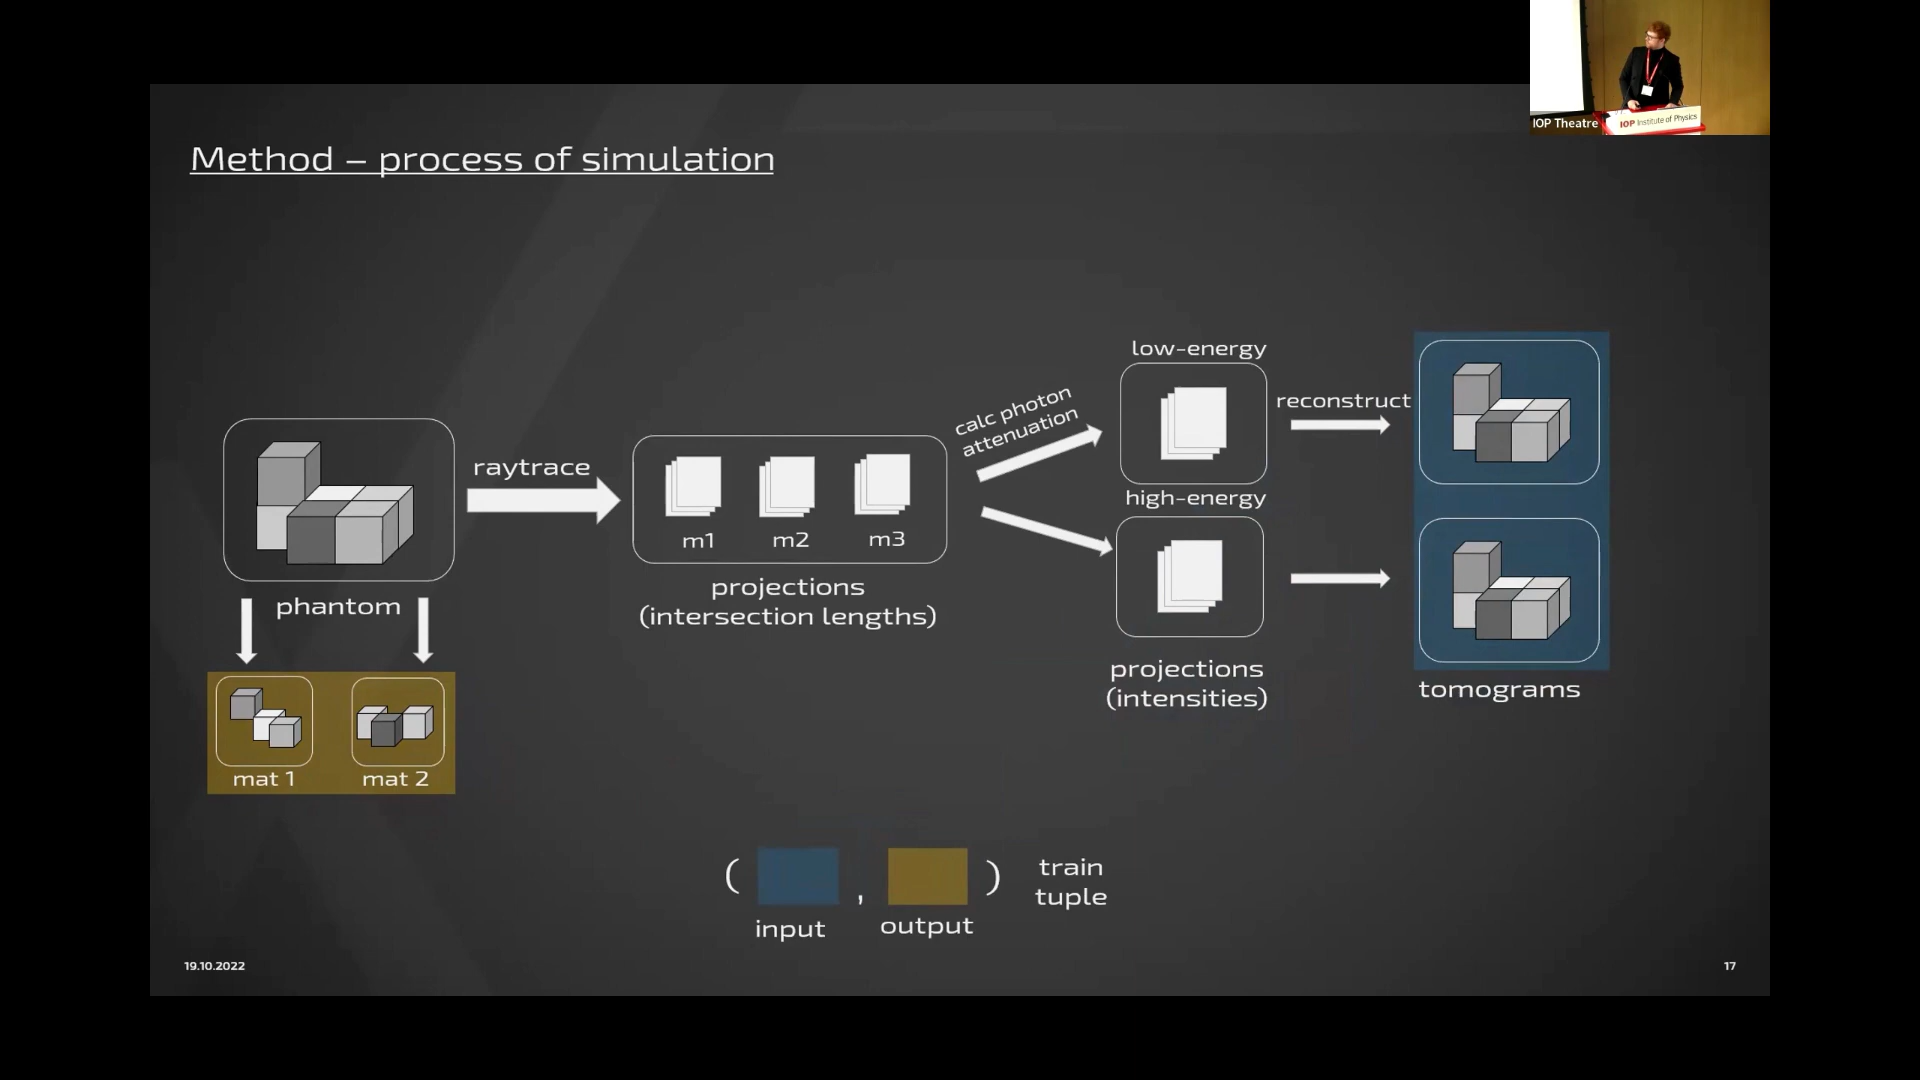 IOP Theatre
IOP Institute of Physics
Method – process of simulation
phantom
mat 1
mat 2
raytrace
m1
m2
m3
projections
(intersection lengths)
calc photon
attenuation
low-energy
high-energy
projections
(intensities)
reconstruct
tomograms
( , )
input
output
train
tuple
19.10.2022
17